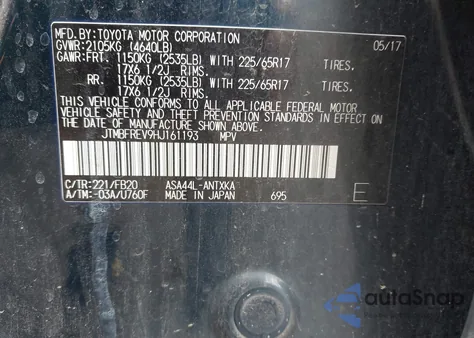 MFD.BY:TOYOTA MOTOR CORPORATION 05/17
GVWR:2105KG (4640LB)
GAWR:FRT. 1150KG (2535LB) WITH 225/65R17 TIRES.
17X6 1/2J RIMS.
RR. 1150KG (2535LB) WITH 225/65R17 TIRES.
17X6 1/2J RIMS.
THIS VEHICLE CONFORMS TO ALL APPLICABLE FEDERAL MOTOR
VEHICLE SAFETY AND THEFT PREVENTION STANDARDS IN EFFECT
ON THE DATE OF MANUFACTURE SHOWN ABOVE.
JTMBFREV9HJ161193 MPV
C/TR:221/FB20 ASA44L-ANTXKA
A/TM:-03A/U760F MADE IN JAPAN 695 E
autoSnap